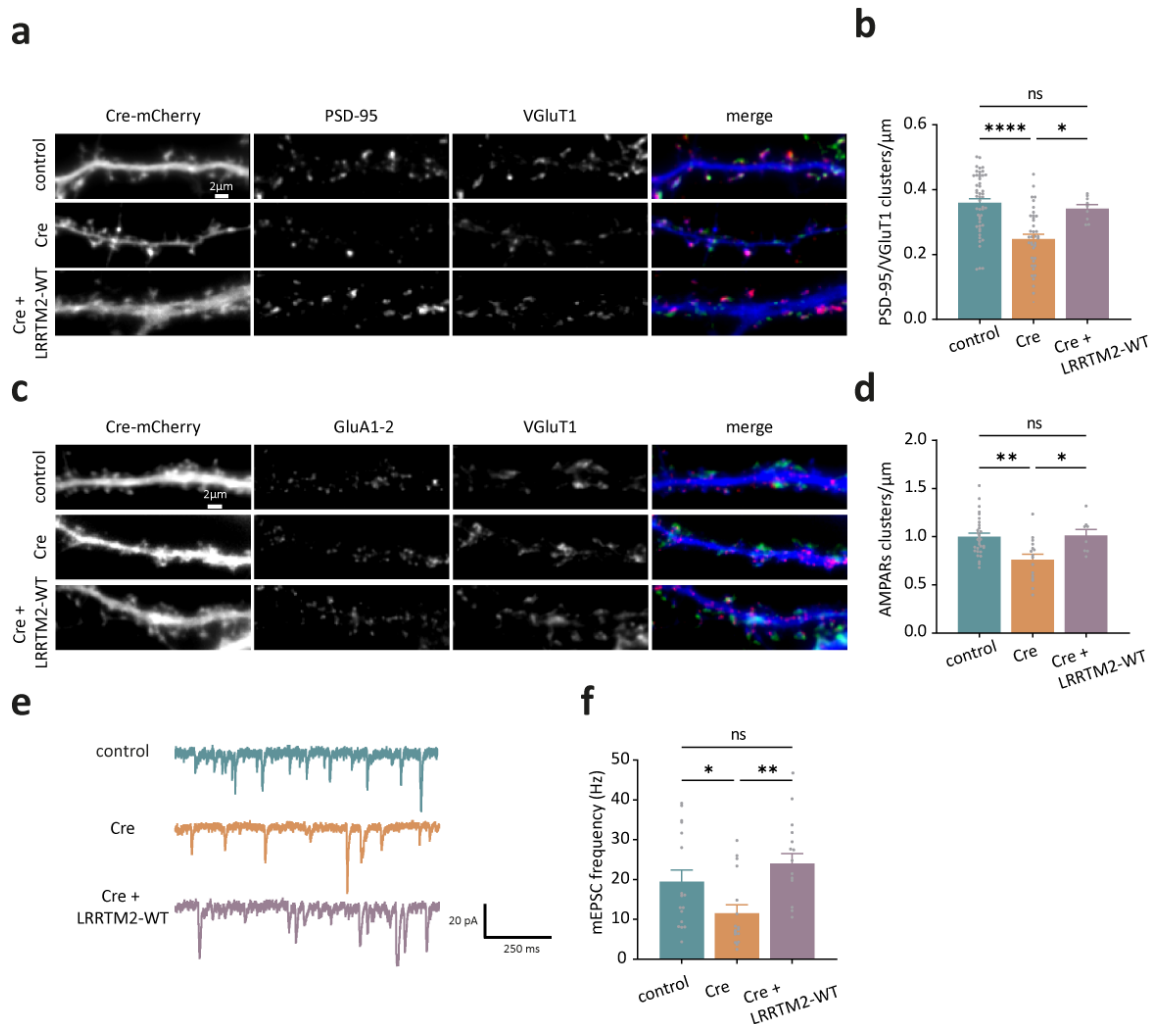 a
Cre-mCherry PSD-95 VGluT1 merge
control
2µm
Cre
Cre +
LRRTM2-WT
b
ns
**** *
PSD-95/VGluT1 clusters/µm
0.6
0.4
0.2
0.0
control
Cre
Cre +
LRRTM2-WT
c
Cre-mCherry GluA1-2 VGluT1 merge
control
2µm
Cre
Cre +
LRRTM2-WT
d
ns
** *
AMPARs clusters/µm
2.0
1.5
1.0
0.5
0.0
control
Cre
Cre +
LRRTM2-WT
e
control
Cre
Cre +
LRRTM2-WT
20 pA
250 ms
f
ns
* **
mEPSC frequency (Hz)
50
40
30
20
10
0
control
Cre
Cre +
LRRTM2-WT